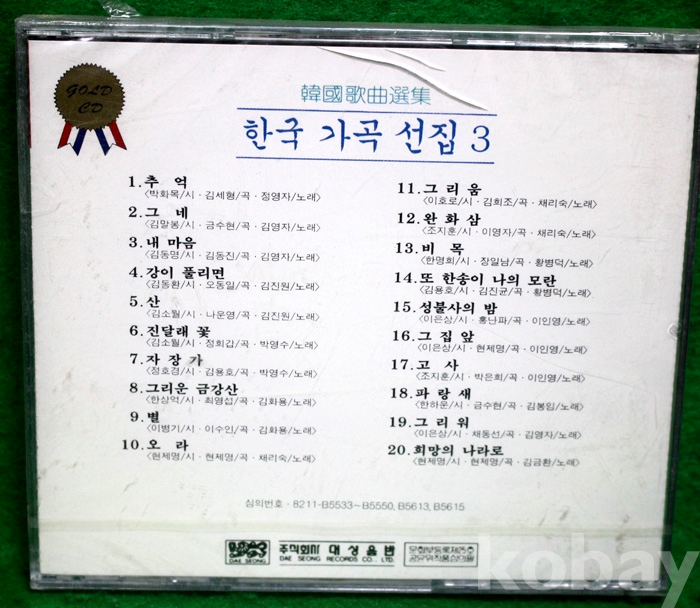 GOLD
CD
韓國歌曲選集
한국 가곡 선집 3
1.추 억
<박화목/시·김세형/곡·정영자/노래>
2.그 네
<김말봉/시·금수현/곡·김영자/노래>
3.내 마음
<김동명/시·김동진/곡·김영자/노래>
4.강이 풀리면
<김동환/시·오동일/곡·김진원/노래>
5.산
<김소월/시·나운영/곡·김진원/노래>
6.진달래 꽃
<김소월/시·정희갑/곡·박영수/노래>
7.자 장 가
<정호경/시·김용호/곡·박영수/노래>
8.그리운 금강산
<한상억/시·최영섭/곡·김화용/노래>
9.별
<이병기/시·이수인/곡·김화용/노래>
10.오 라
<현제명/시·현제명/곡·채리숙/노래>
11.그 리 움
<이호로/시·김희조/곡·채리숙/노래>
12.완 화 삼
<조지훈/시·이영자/곡·채리숙/노래>
13.비 목
<한명희/시·장일남/곡·황병덕/노래>
14.또 한송이 나의 모란
<김용호/시·김진균/곡·황병덕/노래>
15.성불사의 밤
<이은상/시·홍난파/곡·이인영/노래>
16.그 집 앞
<이은상/시·현제명/곡·이인영/노래>
17.고 사
<조지훈/시·박은회/곡·이인영/노래>
18.파 랑 새
<한하운/시·금수현/곡·김봉임/노래>
19.그 리 워
<이은상/시·채동선/곡·김영자/노래>
20.희망의 나라로
<현제명/시·현제명/곡·김금환/노래>
심의번호·8211-B5533~B5550, B5613, B5615
DAE SEONG
주식회사 대성음반
DAE SEONG RECORDS CO., LTD.
kobay